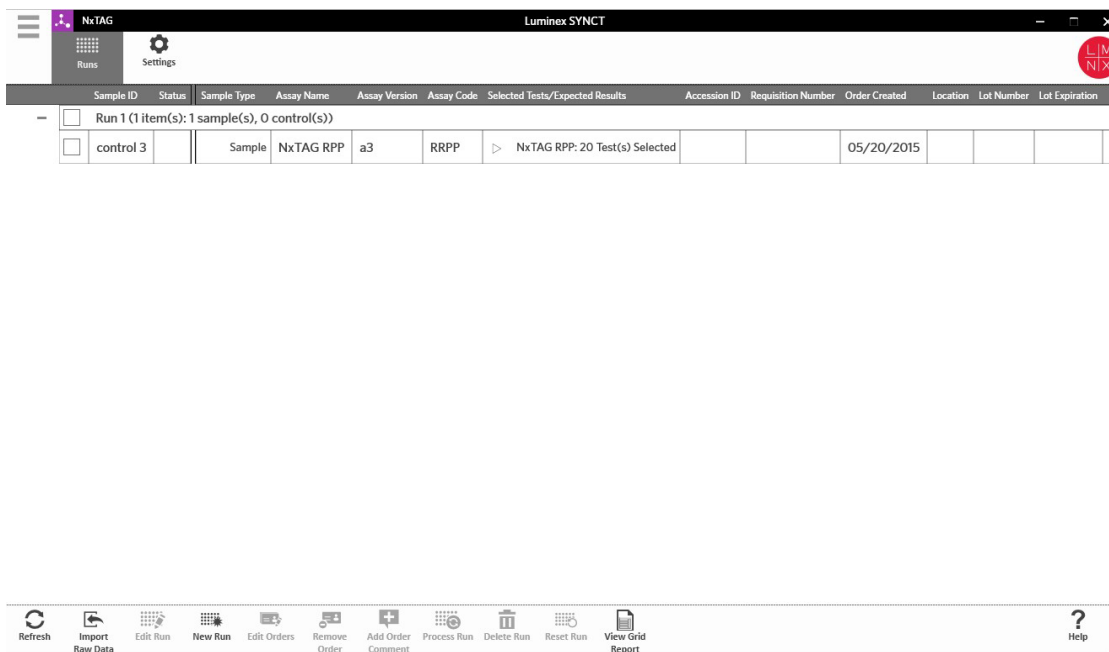 NxTAG Luminex SYNCT
Runs Settings
L M
N X
Sample ID Status Sample Type Assay Name Assay Version Assay Code Selected Tests/Expected Results Accession ID Requisition Number Order Created Location Lot Number Lot Expiration
Run 1 (1 item(s): 1 sample(s), 0 control(s))
control 3 Sample NxTAG RPP a3 RRPP NxTAG RPP: 20 Test(s) Selected 05/20/2015
Refresh Import Raw Data Edit Run New Run Edit Orders Remove Order Add Order Comment Process Run Delete Run Reset Run View Grid Report Help